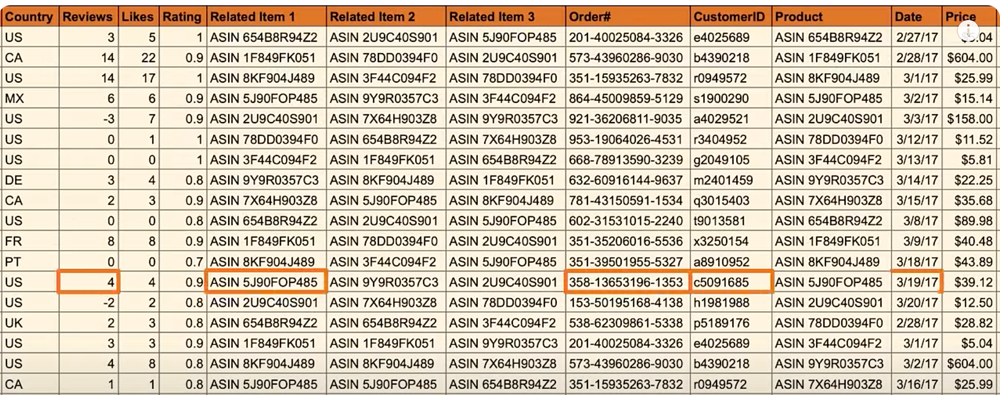 Country Reviews Likes Rating Related Item 1 Related Item 2 Related Item 3 Order# CustomerID Product Date Price
US 3 5 1 ASIN 654B8R94Z2 ASIN 2U9C40S901 ASIN 5J90FOP485 201-40025084-3326 e4025689 ASIN 654B8R94Z2 2/27/17 $5.04
CA 14 22 0.9 ASIN 1F849FK051 ASIN 78DD0394F0 ASIN 2U9C40S901 573-43960286-9030 b4390218 ASIN 1F849FK051 2/28/17 $604.00
US 14 17 1 ASIN 8KF904J489 ASIN 3F44C094F2 ASIN 78DD0394F0 351-15935263-7832 r0949572 ASIN 8KF904J489 3/1/17 $25.99
MX 6 6 0.9 ASIN 5J90FOP485 ASIN 9Y9R0357C3 ASIN 3F44C094F2 864-45009859-5129 s1900290 ASIN 5J90FOP485 3/2/17 $15.14
US -3 7 0.9 ASIN 2U9C40S901 ASIN 7X64H903Z8 ASIN 9Y9R0357C3 921-36206811-9035 a4029521 ASIN 2U9C40S901 3/3/17 $158.00
US 0 1 1 ASIN 78DD0394F0 ASIN 654B8R94Z2 ASIN 7X64H903Z8 953-19064026-4531 r3404952 ASIN 78DD0394F0 3/12/17 $11.52
US 0 0 1 ASIN 3F44C094F2 ASIN 1F849FK051 ASIN 654B8R94Z2 668-78913590-3239 g2049105 ASIN 3F44C094F2 3/13/17 $5.81
DE 3 4 0.8 ASIN 9Y9R0357C3 ASIN 8KF904J489 ASIN 1F849FK051 632-60916144-9637 m2401459 ASIN 9Y9R0357C3 3/14/17 $22.25
CA 2 3 0.9 ASIN 7X64H903Z8 ASIN 5J90FOP485 ASIN 8KF904J489 781-43150591-1534 q3015403 ASIN 7X64H903Z8 3/15/17 $35.68
US 0 0 0.8 ASIN 654B8R94Z2 ASIN 2U9C40S901 ASIN 5J90FOP485 602-31531015-2240 t9013581 ASIN 654B8R94Z2 3/8/17 $89.98
FR 8 8 0.9 ASIN 1F849FK051 ASIN 78DD0394F0 ASIN 2U9C40S901 351-35206016-5536 x3250154 ASIN 1F849FK051 3/9/17 $40.48
PT 0 0 0.7 ASIN 8KF904J489 ASIN 3F44C094F2 ASIN 5J90FOP485 351-39501955-5327 a8910952 ASIN 8KF904J489 3/18/17 $43.89
US 4 4 0.9 ASIN 5J90FOP485 ASIN 9Y9R0357C3 ASIN 2U9C40S901 358-13653196-1353 c5091685 ASIN 5J90FOP485 3/19/17 $39.12
US -2 2 0.8 ASIN 2U9C40S901 ASIN 7X64H903Z8 ASIN 78DD0394F0 153-50195168-4138 h1981988 ASIN 2U9C40S901 3/20/17 $12.50
UK 2 3 0.8 ASIN 654B8R94Z2 ASIN 654B8R94Z2 ASIN 3F44C094F2 538-62309861-5338 p5189176 ASIN 78DD0394F0 2/28/17 $28.82
US 3 3 0.9 ASIN 1F849FK051 ASIN 1F849FK051 ASIN 9Y9R0357C3 201-40025084-3326 e4025689 ASIN 3F44C094F2 3/1/17 $5.04
US 4 8 0.8 ASIN 8KF904J489 ASIN 8KF904J489 ASIN 7X64H903Z8 573-43960286-9030 b4390218 ASIN 9Y9R0357C3 3/2/17 $604.00
CA 1 1 0.8 ASIN 5J90FOP485 ASIN 5J90FOP485 ASIN 654B8R94Z2 351-15935263-7832 r0949572 ASIN 7X64H903Z8 3/16/17 $25.99